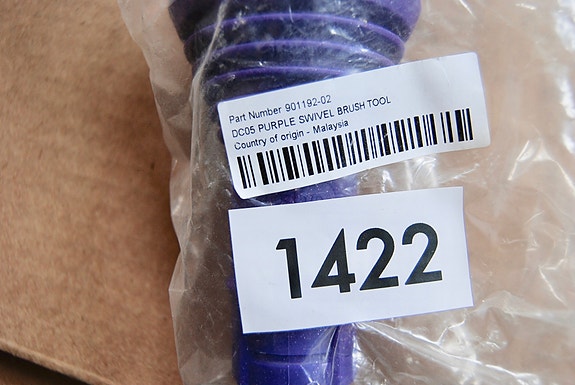 Part Number 901192-02
DC05 PURPLE SWIVEL BRUSH TOOL
Country of origin - Malaysia
1422